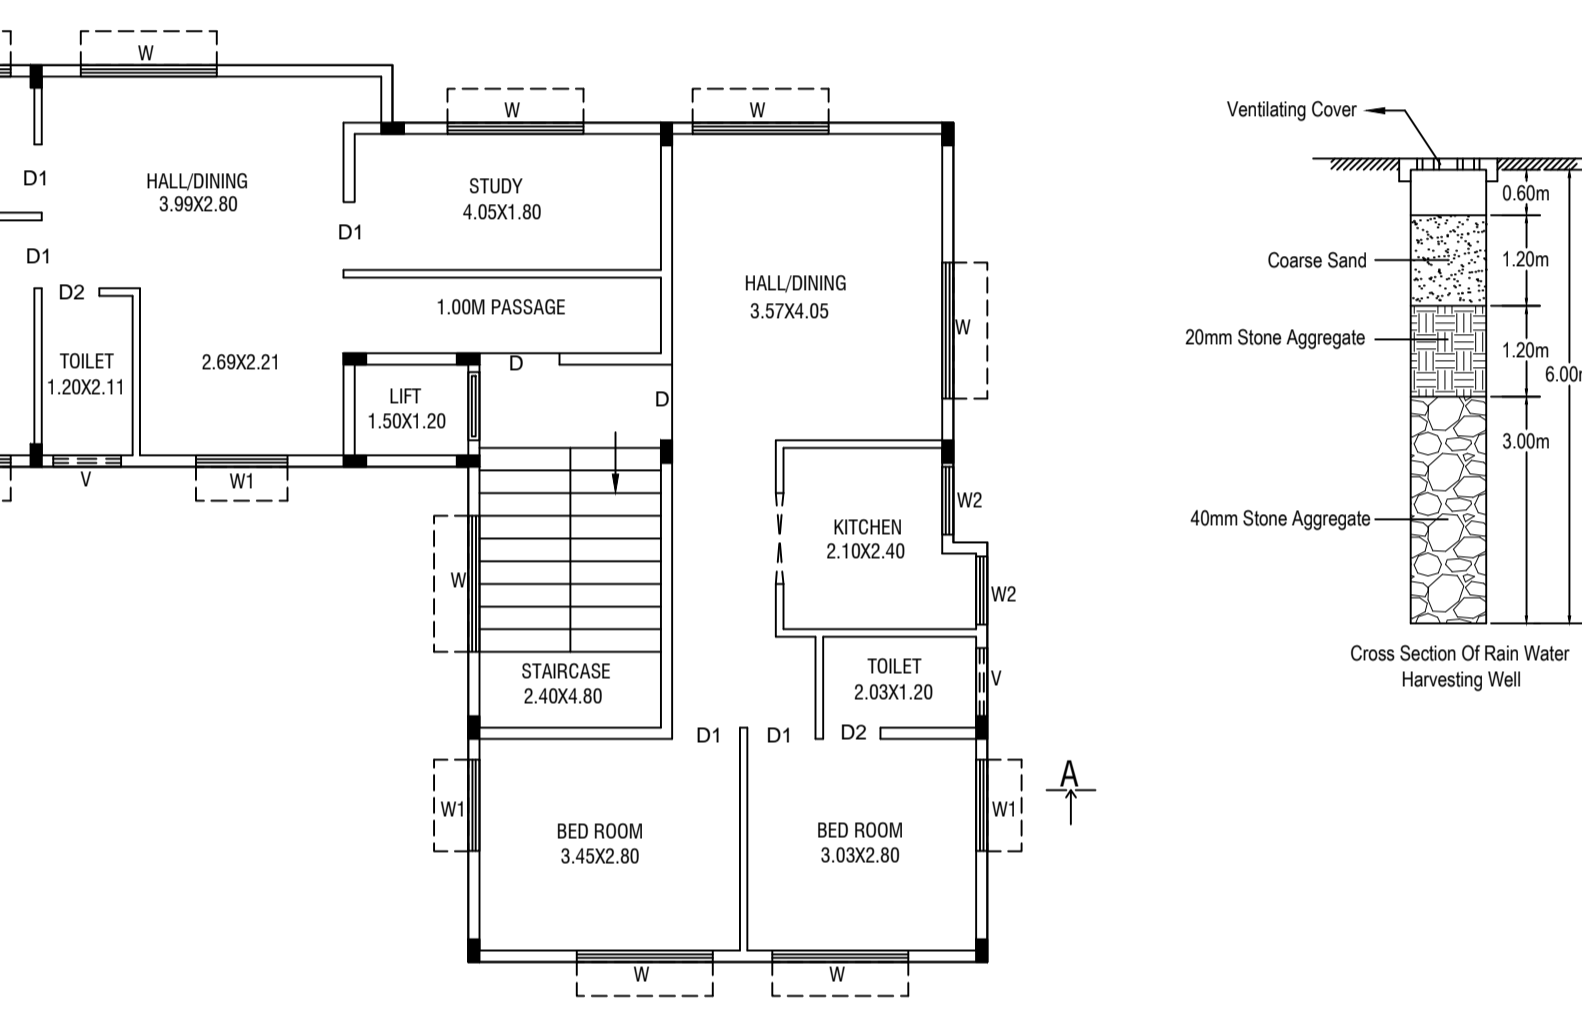 W
D1
HALL/DINING
3.99X2.80
D1
D2
TOILET
1.20X2.11
2.69X2.21
V
W1
W
STUDY
4.05X1.80
D1
1.00M PASSAGE
D
LIFT
1.50X1.20
D
W
HALL/DINING
3.57X4.05
W
KITCHEN
2.10X2.40
W2
W2
W
STAIRCASE
2.40X4.80
TOILET
2.03X1.20
V
D1
D1
D2
W1
BED ROOM
3.45X2.80
BED ROOM
3.03X2.80
W1
W
W
A
Ventilating Cover
0.60m
Coarse Sand
1.20m
20mm Stone Aggregate
1.20m
6.00
3.00m
40mm Stone Aggregate
Cross Section Of Rain Water
Harvesting Well